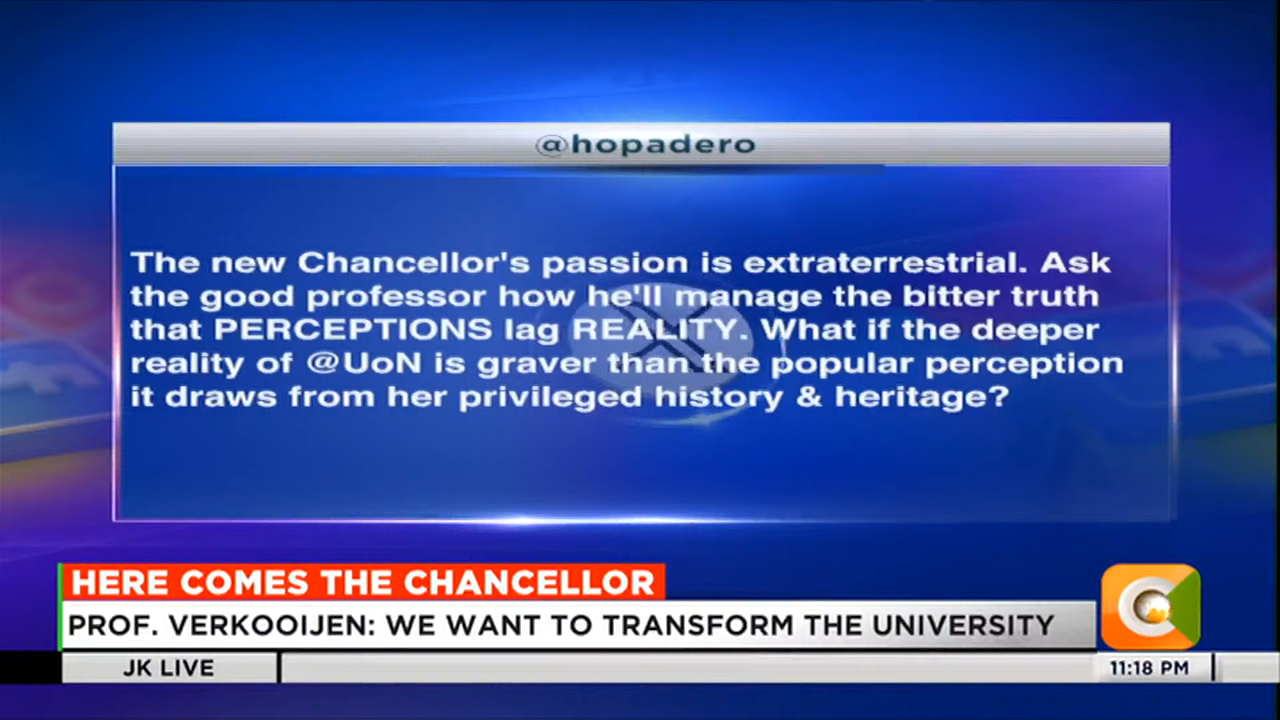 @hopadero
The new Chancellor's passion is extraterrestrial. Ask
the good professor how he'll manage the bitter truth
that PERCEPTIONS lag REALITY. What if the deeper
reality of @UoN is graver than the popular perception
it draws from her privileged history & heritage?
HERE COMES THE CHANCELLOR
PROF. VERKOOIJEN: WE WANT TO TRANSFORM THE UNIVERSITY
JK LIVE
11:18 PM